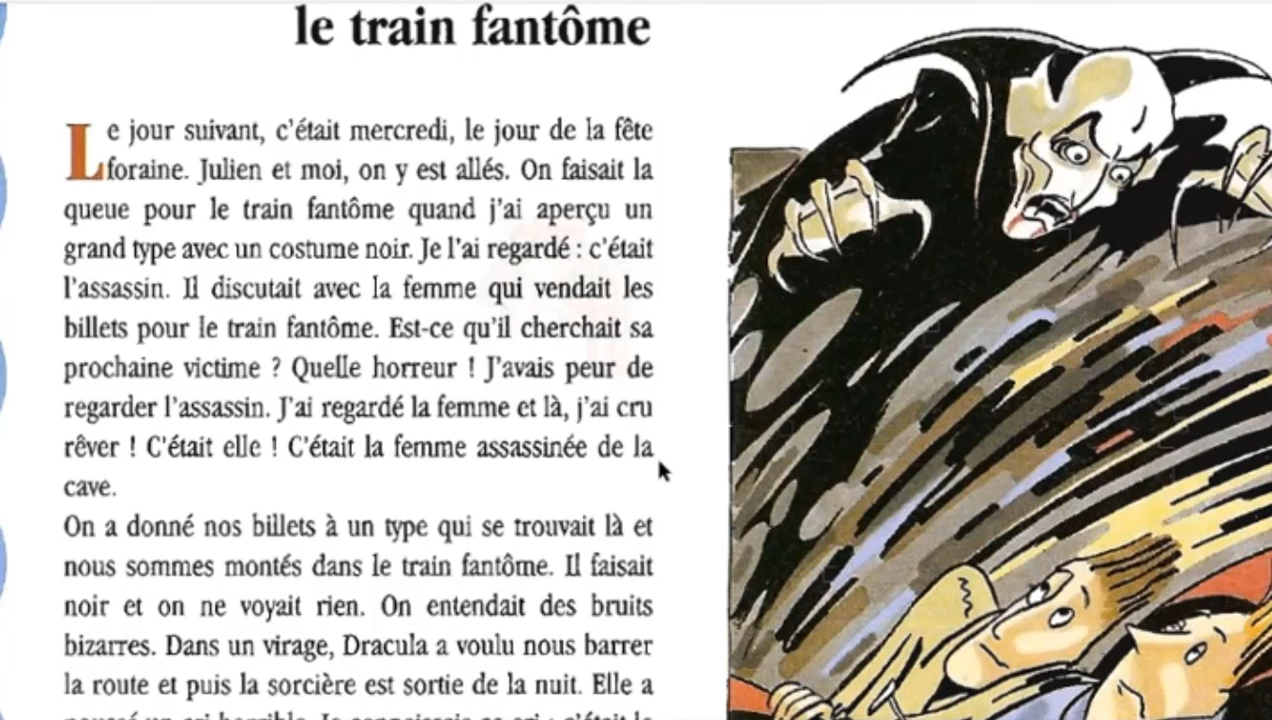 le train fantôme
Le jour suivant, c'était mercredi, le jour de la fête
foraine. Julien et moi, on y est allés. On faisait la
queue pour le train fantôme quand j'ai aperçu un
grand type avec un costume noir. Je l'ai regardé : c'était
l'assassin. Il discutait avec la femme qui vendait les
billets pour le train fantôme. Est-ce qu'il cherchait sa
prochaine victime ? Quelle horreur ! J'avais peur de
regarder l'assassin. J'ai regardé la femme et là, j'ai cru
rêver ! C'était elle ! C'était la femme assassinée de la
cave.
On a donné nos billets à un type qui se trouvait là et
nous sommes montés dans le train fantôme. Il faisait
noir et on ne voyait rien. On entendait des bruits
bizarres. Dans un virage, Dracula a voulu nous barrer
la route et puis la sorcière est sortie de la nuit. Elle a